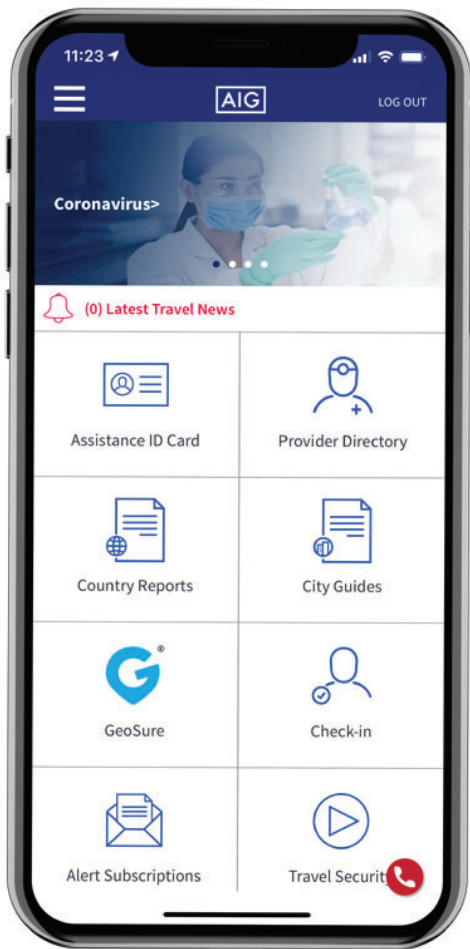 11:23
AIG
LOG OUT
Coronavirus>
(0) Latest Travel News
Assistance ID Card
Provider Directory
Country Reports
City Guides
G®
GeoSure
Check-in
Alert Subscriptions
Travel Securit